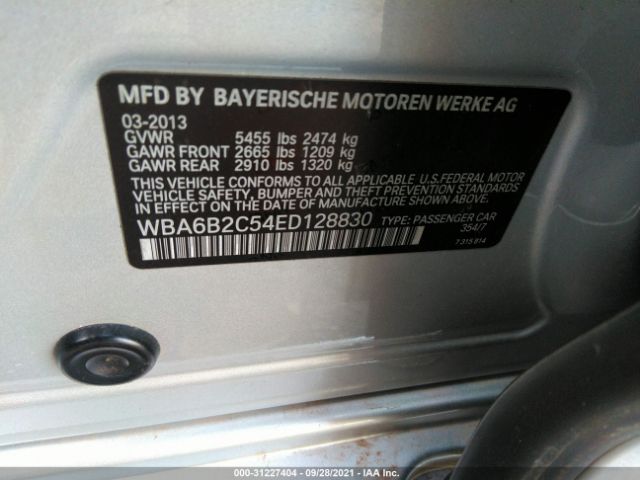 MFD BY BAYERISCHE MOTOREN WERKE AG
03-2013
GVWR 5455 lbs 2474 kg
GAWR FRONT 2665 lbs 1209 kg
GAWR REAR 2910 lbs 1320 kg
THIS VEHICLE CONFORMS TO ALL APPLICABLE U.S.FEDERAL MOTOR
VEHICLE SAFETY, BUMPER AND THEFT PREVENTION STANDARDS
IN EFFECT ON THE DATE OF MANUFACTURE SHOWN ABOVE.
WBA6B2C54ED128830 TYPE: PASSENGER CAR
354/7
7 315 814
000-31227404 - 09/28/2021 - IAA Inc.